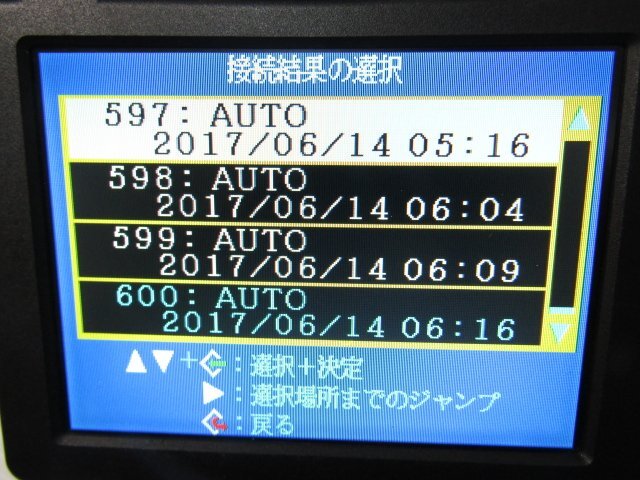 接続結果の選択
597: AUTO
2017/06/14 05:16
598: AUTO
2017/06/14 06:04
599: AUTO
2017/06/14 06:09
600: AUTO
2017/06/14 06:16
▲▼+ : 選択+決定
▶ : 選択場所までのジャンプ
: 戻る